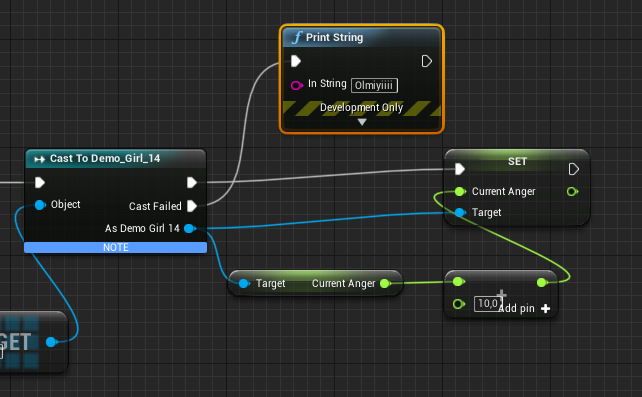 Print String
In String Olmiyiiii
Development Only
Cast To Demo_Girl_14
Object
Cast Failed
As Demo Girl 14
NOTE
SET
Current Anger
Target
Target Current Anger
10,0
Add pin
GET